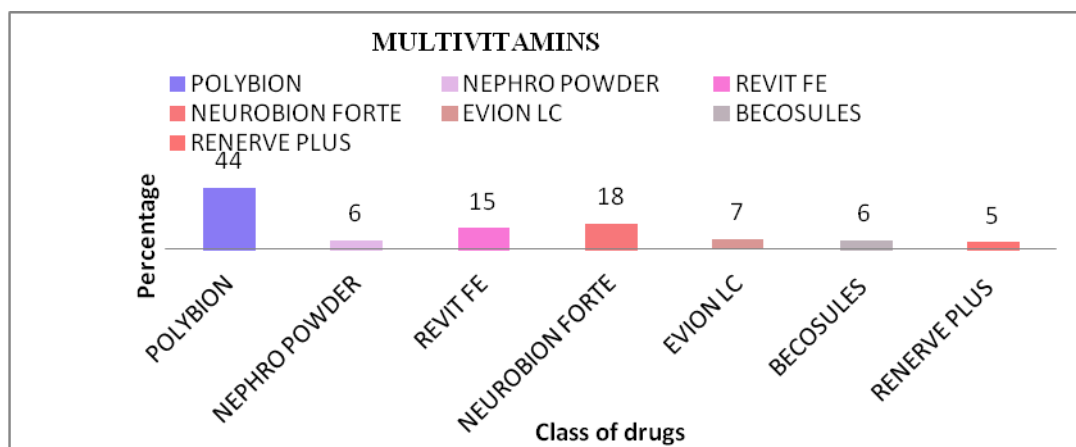 MULTIVITAMINS
POLYBION NEPHRO POWDER REVIT FE
NEUROBION FORTE EVION LC BECOSULES
RENERVE PLUS
44 6 15 18 7 6 5
Percentage
POLYBION
NEPHRO POWDER
REVIT FE
NEUROBION FORTE
EVION LC
BECOSULES
RENERVE PLUS
Class of drugs